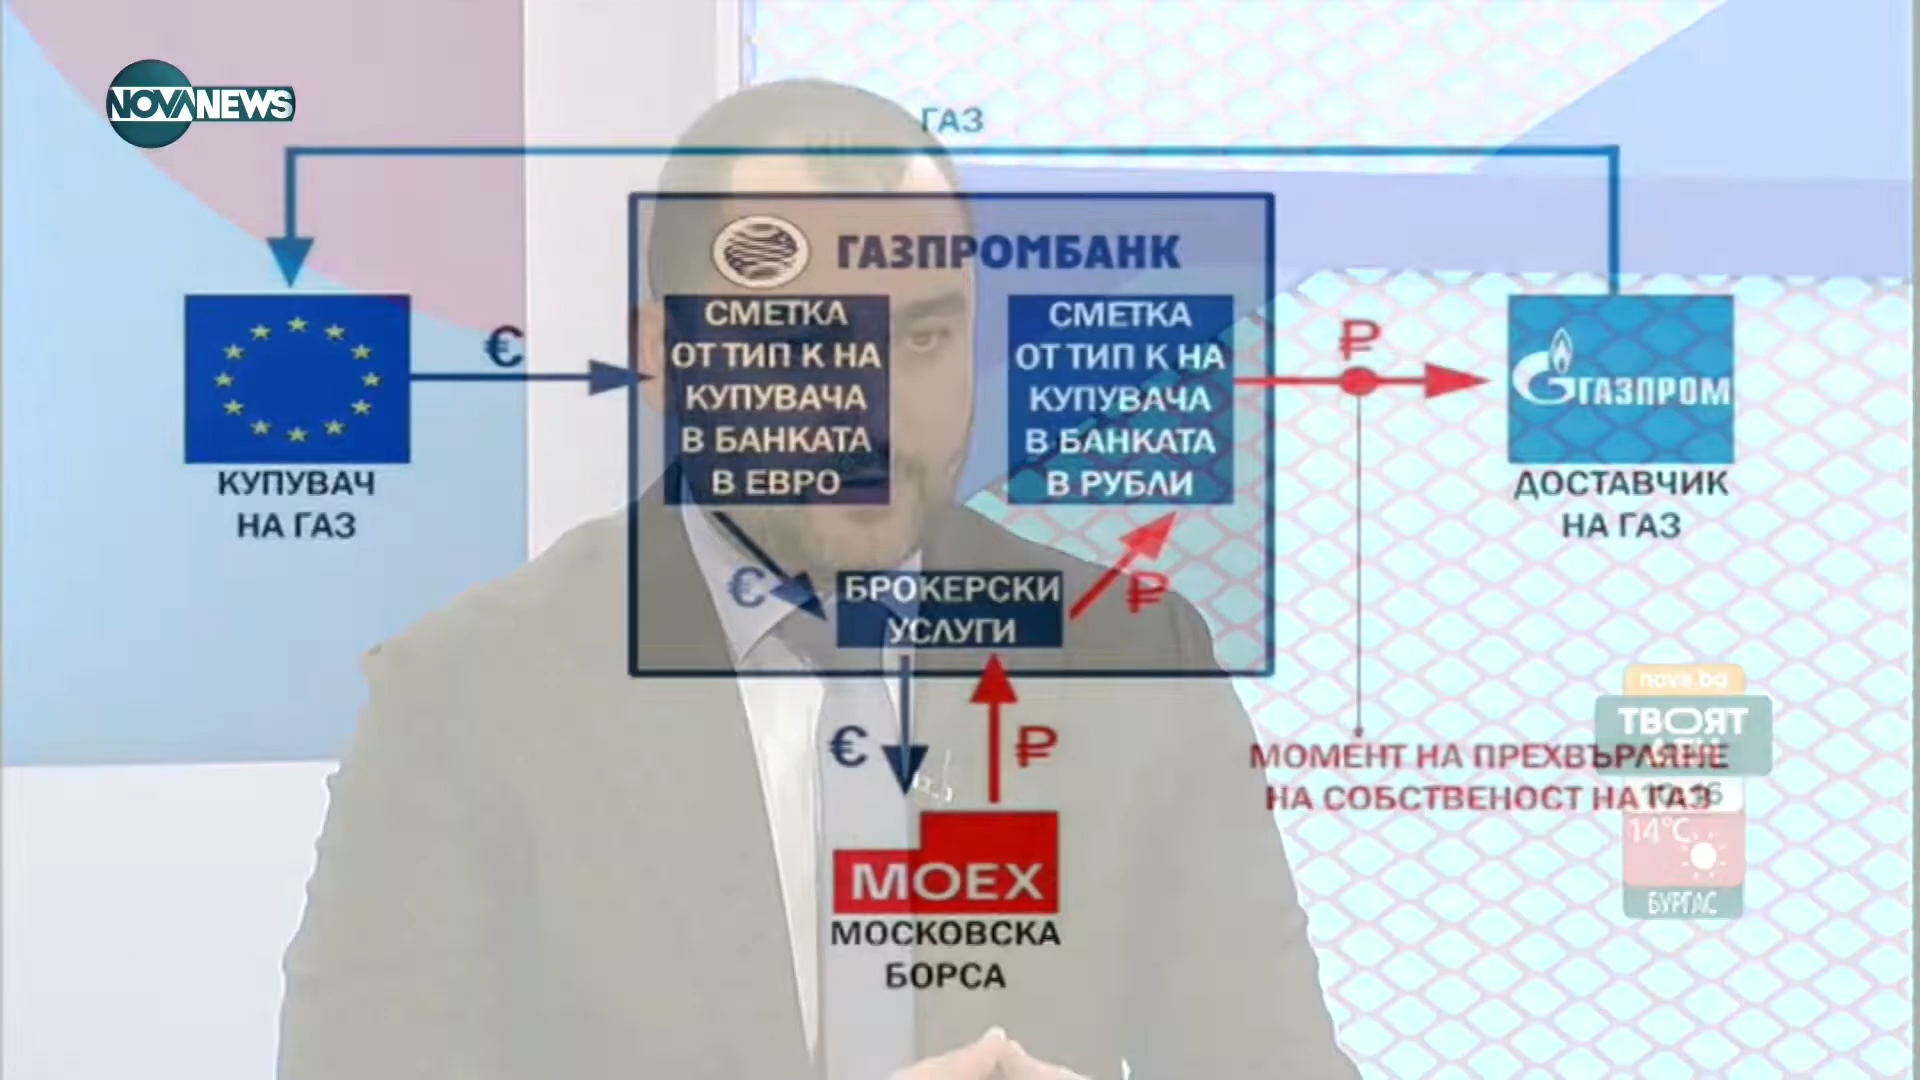 NOVANEWS
ГАЗ
ГАЗПРОМБАНК
СМЕТКА
ОТ ТИП К НА
КУПУВАЧА
В БАНКАТА
В ЕВРО
СМЕТКА
ОТ ТИП К НА
КУПУВАЧА
В БАНКАТА
В РУБЛИ
€
₽
ГАЗПРОМ
КУПУВАЧ
НА ГАЗ
ДОСТАВЧИК
НА ГАЗ
€
БРОКЕРСКИ
УСЛУГИ
₽
€
₽
МОМЕНТ НА ПРЕХВЪРЛЯНЕ
НА СОБСТВЕНОСТ НА ГАЗ
MOEX
МОСКОВСКА
БОРСА
nova.bg
ТВОЯТ
14°C
БУРГАС